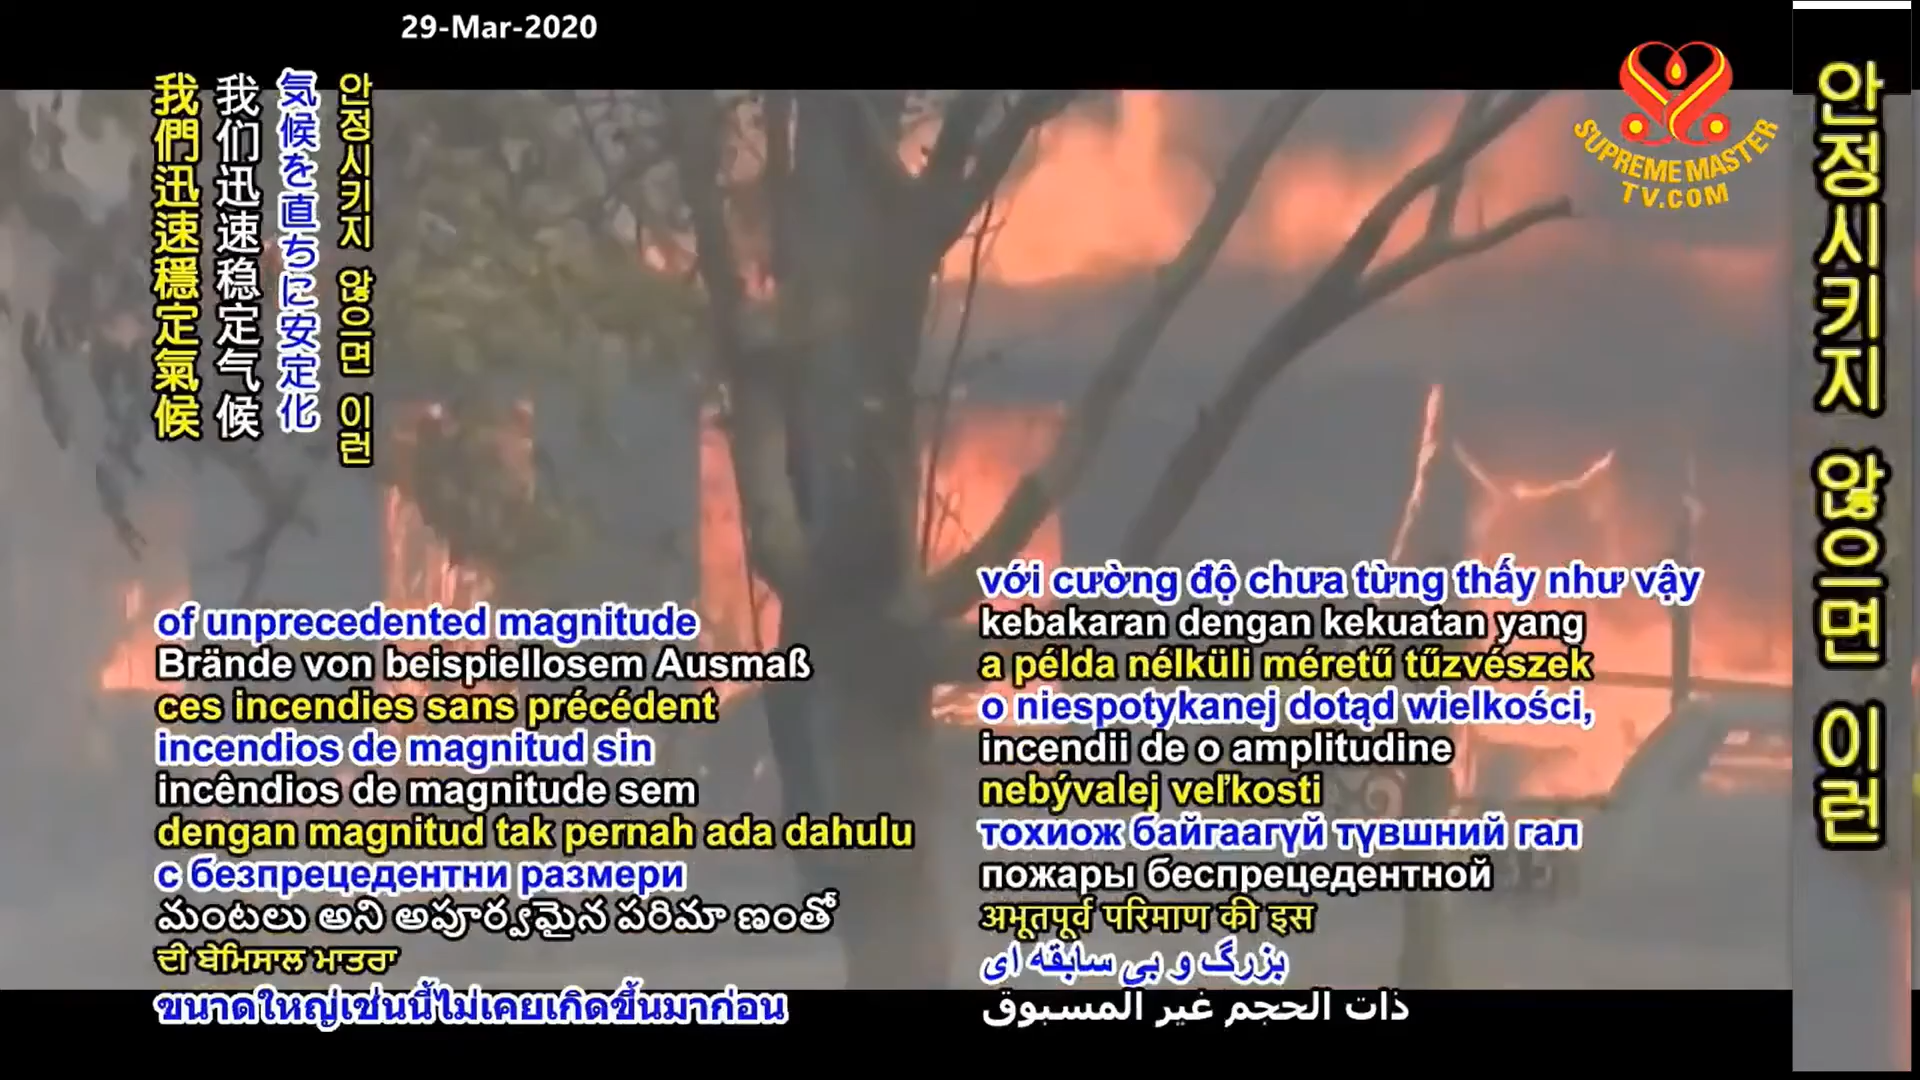 29-Mar-2020
SUPREME MASTER
TV.COM
안정시키지 않으면 이런
気候を直ちに安定化
我们迅速稳定气候
我們迅速穩定氣候
안정시키지 않으면 이런
of unprecedented magnitude
Brände von beispiellosem Ausmaß
ces incendies sans précédent
incendios de magnitud sin
incêndios de magnitude sem
dengan magnitud tak pernah ada dahulu
с безпрецедентни размери
మంటలు అని అపూర్వమైన పరిమా ణంతో
ਦੀ ਬੇਮਿਸਾਲ ਮਾਤਰਾ
ขนาดใหญ่เช่นนี้ไม่เคยเกิดขึ้นมาก่อน
với cường độ chưa từng thấy như vậy
kebakaran dengan kekuatan yang
a példa nélküli méretű tűzvészek
o niespotykanej dotąd wielkości,
incendii de o amplitudine
nebývalej veľkosti
тохиож байгаагүй түвшний гал
пожары беспрецедентной
अभूतपूर्व परिमाण की इस
بزرگ و بی سابقه ای
ذات الحجم غير المسبوق